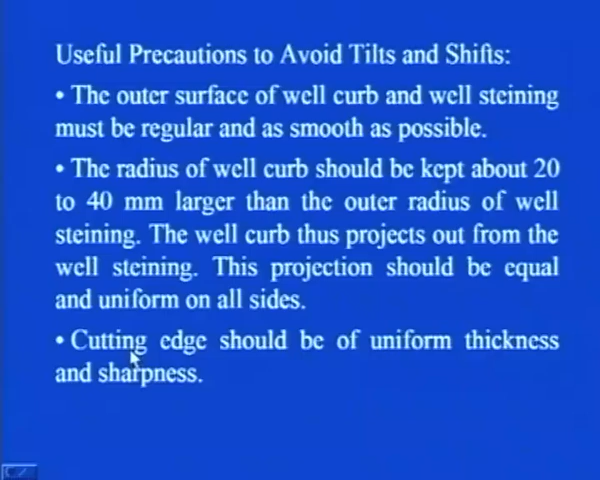 Useful Precautions to Avoid Tilts and Shifts:
• The outer surface of well curb and well steining
must be regular and as smooth as possible.
• The radius of well curb should be kept about 20
to 40 mm larger than the outer radius of well
steining. The well curb thus projects out from the
well steining. This projection should be equal
and uniform on all sides.
• Cutting edge should be of uniform thickness
and sharpness.